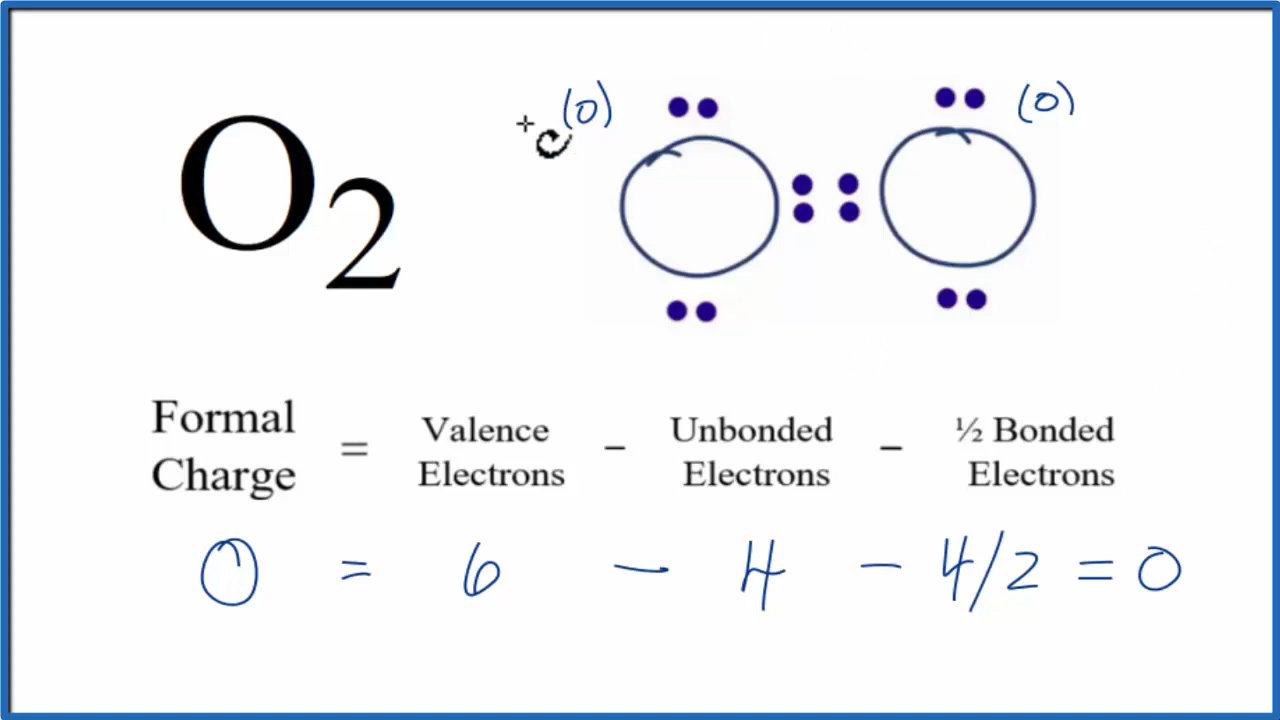 O2
(0)
(0)
Formal Charge = Valence Electrons - Unbonded Electrons - ½ Bonded Electrons
O = 6 - 4 - 4/2 = 0